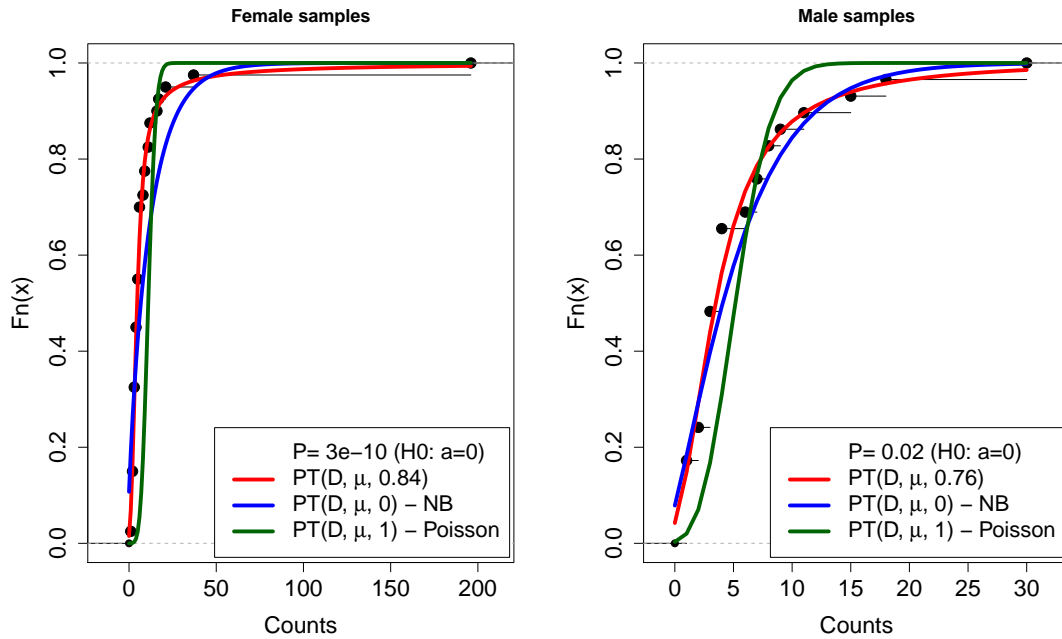 Female samples
Fn(x)
1.0
0.8
0.6
0.4
0.2
0.0
P= 3e−10 (H0: a=0)
PT(D, μ, 0.84)
PT(D, μ, 0) − NB
PT(D, μ, 1) − Poisson
0 50 100 150 200
Counts
Male samples
Fn(x)
1.0
0.8
0.6
0.4
0.2
0.0
P= 0.02 (H0: a=0)
PT(D, μ, 0.76)
PT(D, μ, 0) − NB
PT(D, μ, 1) − Poisson
0 5 10 15 20 25 30
Counts